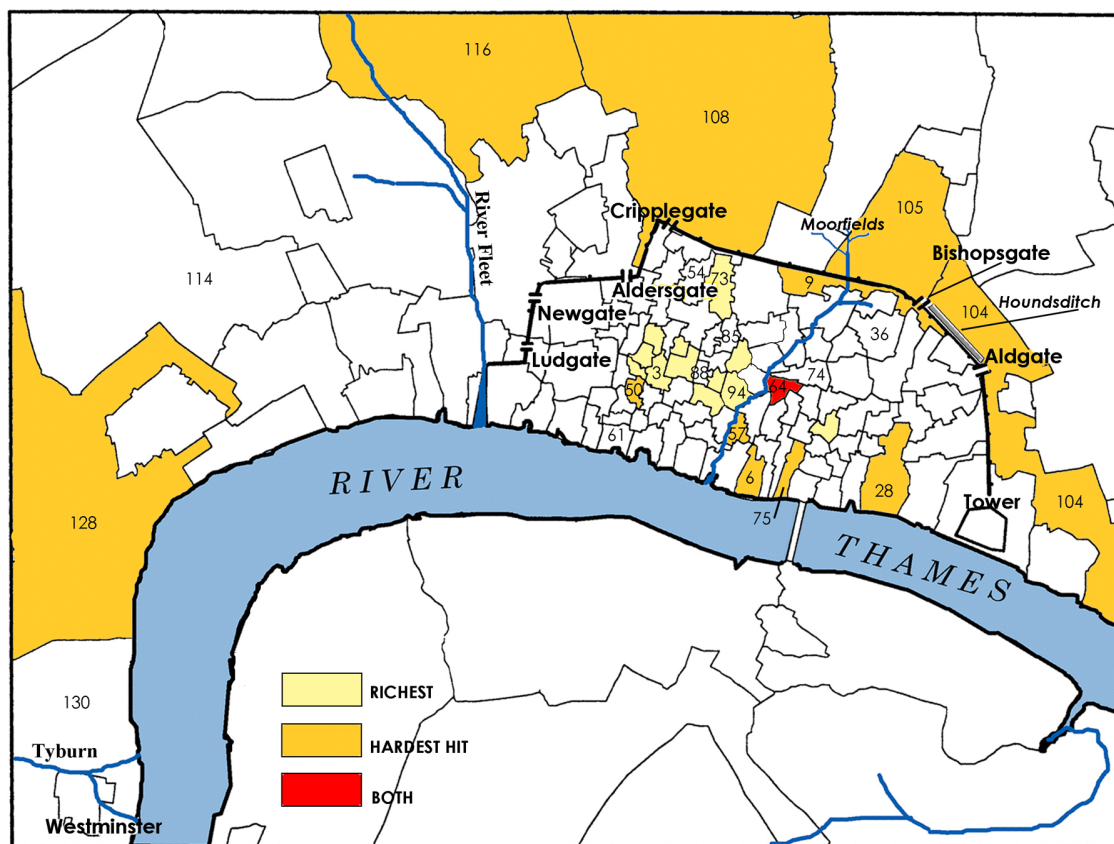 116
108
Cripplegate
105
Moorfields
River Fleet
Bishopsgate
54
73
114
9
Aldersgate
104
Houndsditch
Newgate
85
36
Aldgate
Ludgate
3
88
74
50
94
64
61
57
RIVER
6
28
Tower
104
75
128
THAMES
RICHEST
130
HARDEST HIT
Tyburn
BOTH
Westminster